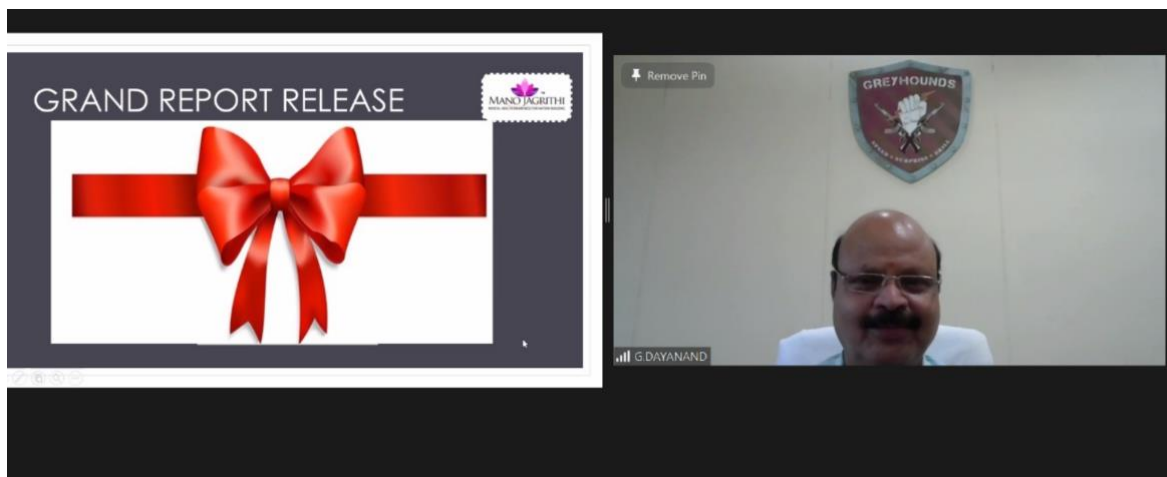 GRAND REPORT RELEASE
MANO JAGRITHI
Remove Pin
GREYHOUNDS
G.DAYANAND